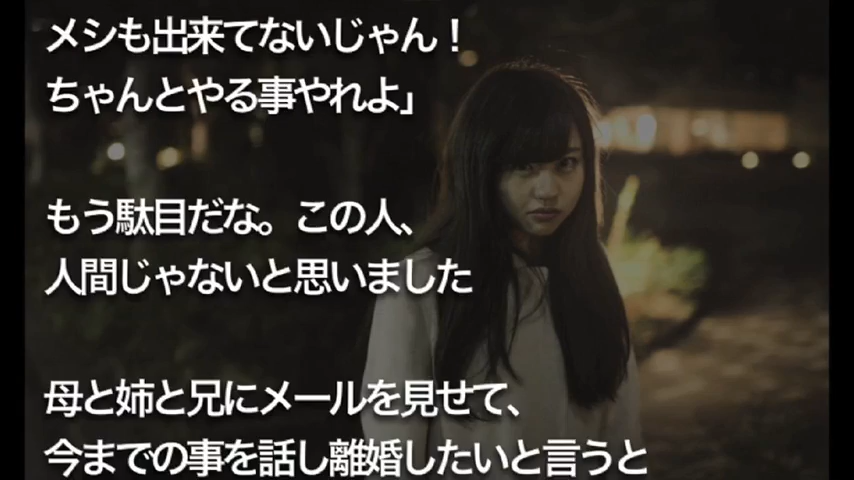 メシも出来てないじゃん！
ちゃんとやる事やれよ」
もう駄目だな。この人、
人間じゃないと思いました
母と姉と兄にメールを見せて、
今までの事を話し離婚したいと言うと